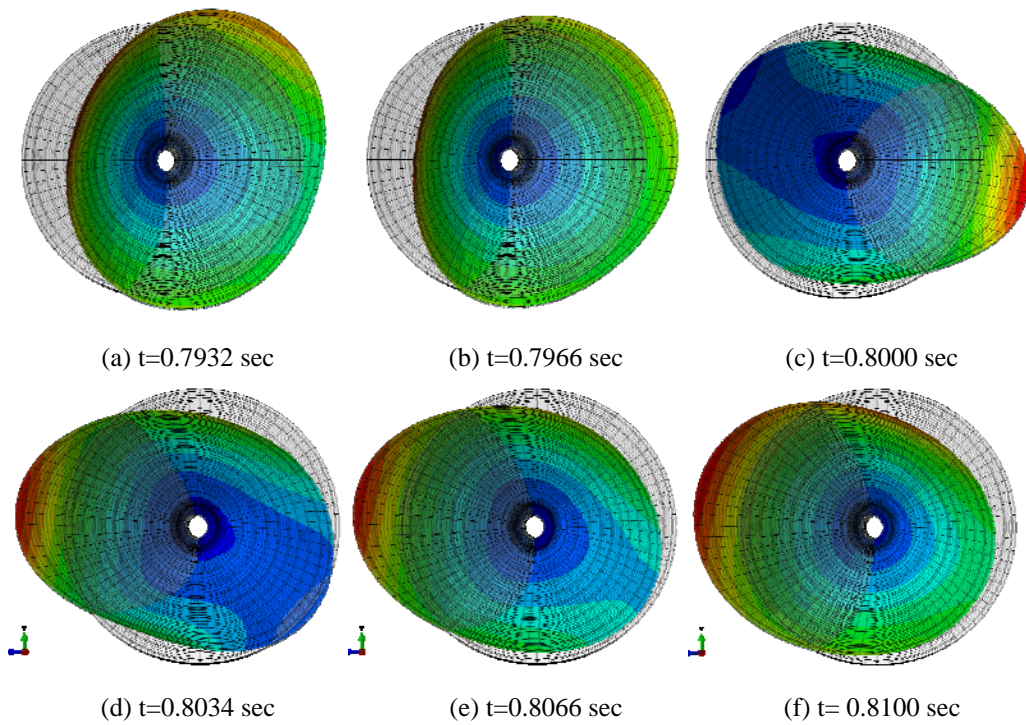 (a) t=0.7932 sec
(b) t=0.7966 sec
(c) t=0.8000 sec
(d) t=0.8034 sec
(e) t=0.8066 sec
(f) t= 0.8100 sec